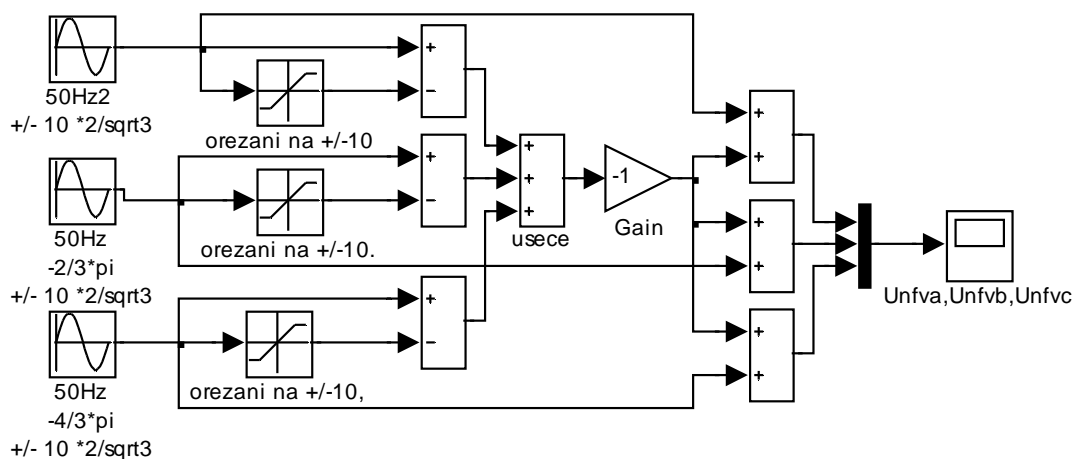 50Hz2
+/- 10 *2/sqrt3
orezani na +/-10
50Hz
-2/3*pi
+/- 10 *2/sqrt3
orezani na +/-10.
50Hz
-4/3*pi
+/- 10 *2/sqrt3
orezani na +/-10,
+
-
+
-
+
-
+
+
+
usece
-1
Gain
+
+
+
+
+
+
Unfva,Unfvb,Unfvc